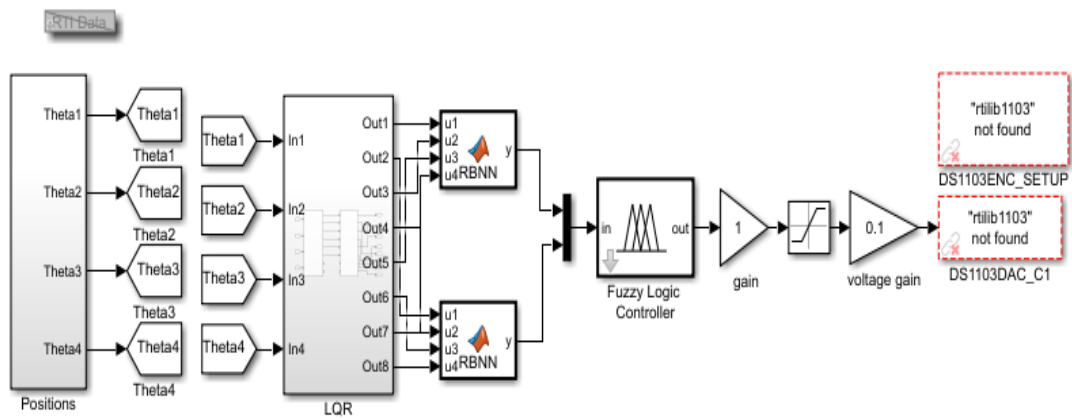 RTI Data
Theta1
Theta2
Theta3
Theta4
Positions
Theta1
Theta1
Theta2
Theta2
Theta3
Theta3
Theta4
Theta4
Theta1
Theta2
Theta3
Theta4
In1
In2
In3
In4
Out1
Out2
Out3
Out4
Out5
Out6
Out7
Out8
LQR
u1
u2
u3
u4
RBNN
y
u1
u2
u3
u4
RBNN
y
in
out
Fuzzy Logic
Controller
1
gain
0.1
voltage gain
"rtilib1103"
not found
DS1103ENC_SETUP
"rtilib1103"
not found
DS1103DAC_C1